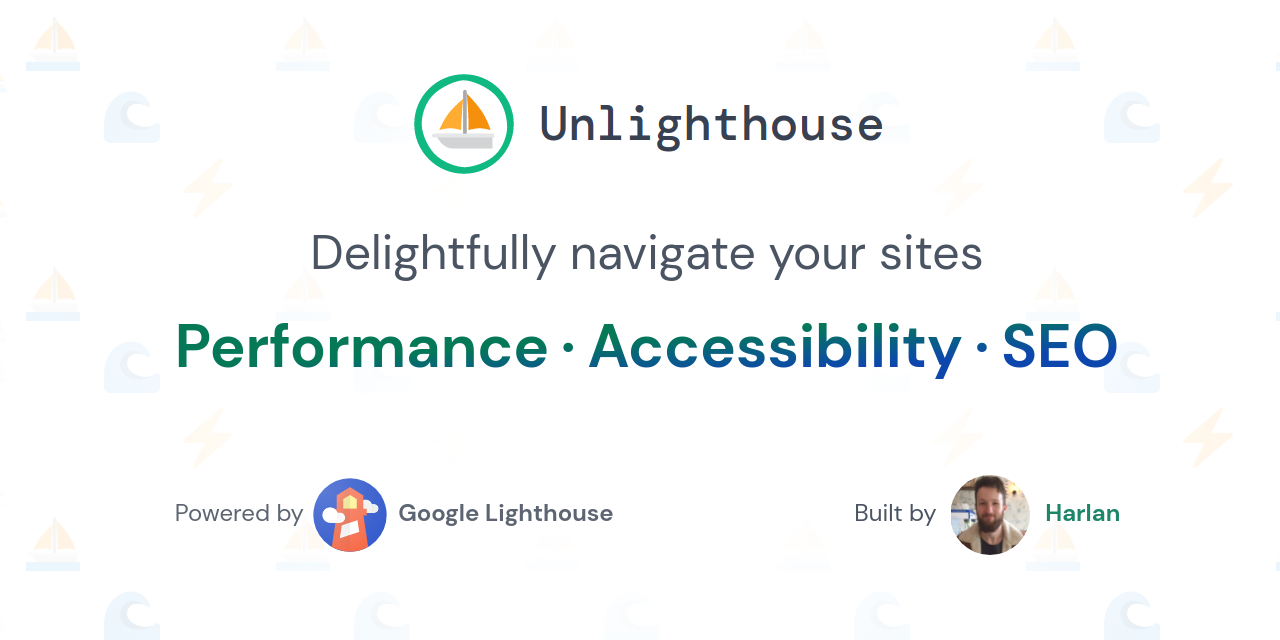 Unlighthouse
Delightfully navigate your sites
Performance · Accessibility · SEO
Powered by Google Lighthouse
Built by Harlan